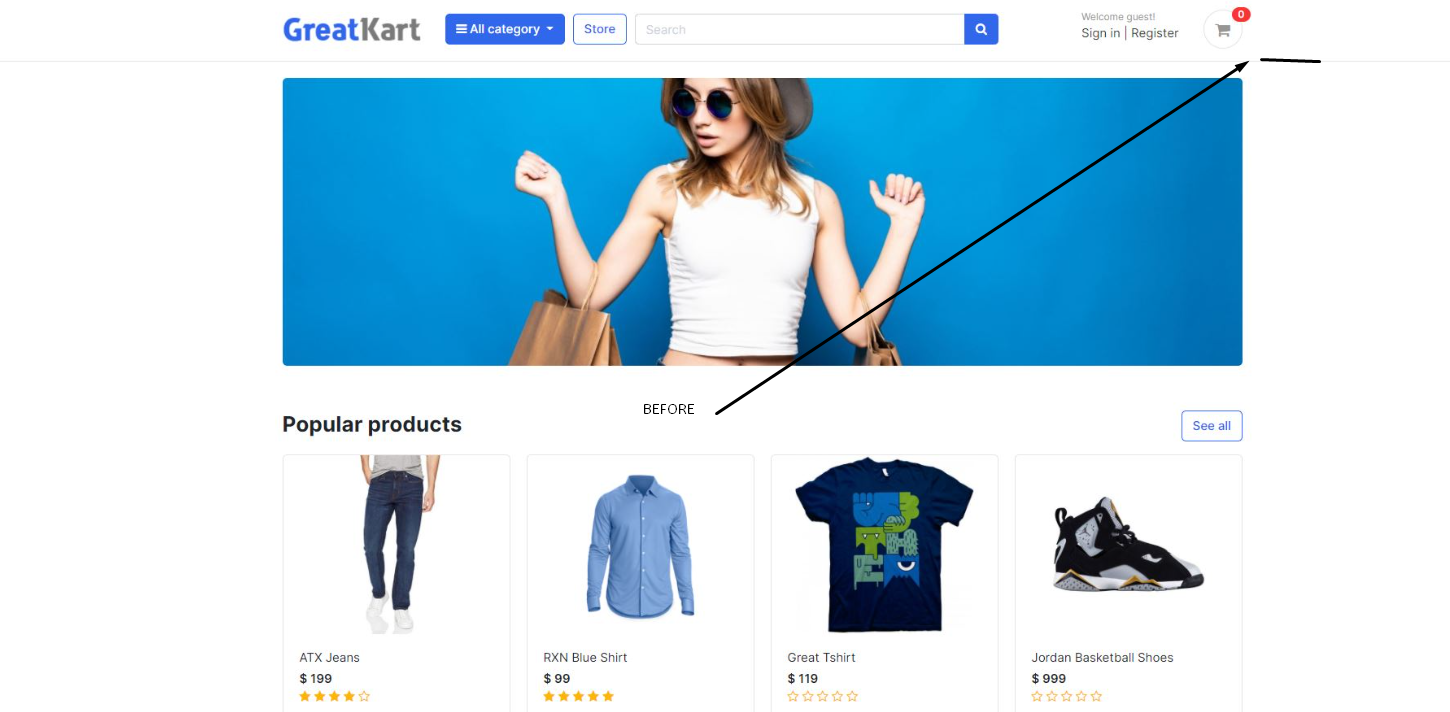 GreatKart
All category
Store
Search
Welcome guest!
Sign in | Register
0
BEFORE
Popular products
See all
ATX Jeans
$ 199
RXN Blue Shirt
$ 99
Great Tshirt
$ 119
Jordan Basketball Shoes
$ 999